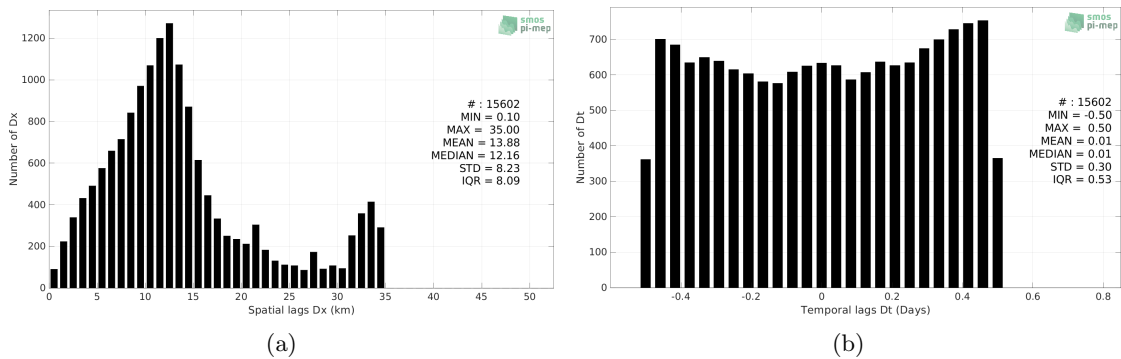 smos
pi-mep
1200
1000
800
600
400
200
0
Number of Dx
# : 15602
MIN = 0.10
MAX = 35.00
MEAN = 13.88
MEDIAN = 12.16
STD = 8.23
IQR = 8.09
0 5 10 15 20 25 30 35 40 45 50
Spatial lags Dx (km)
(a)
smos
pi-mep
700
600
500
400
300
200
100
0
Number of Dt
# : 15602
MIN = -0.50
MAX = 0.50
MEAN = 0.01
MEDIAN = 0.01
STD = 0.30
IQR = 0.53
-0.4 -0.2 0 0.2 0.4 0.6 0.8
Temporal lags Dt (Days)
(b)